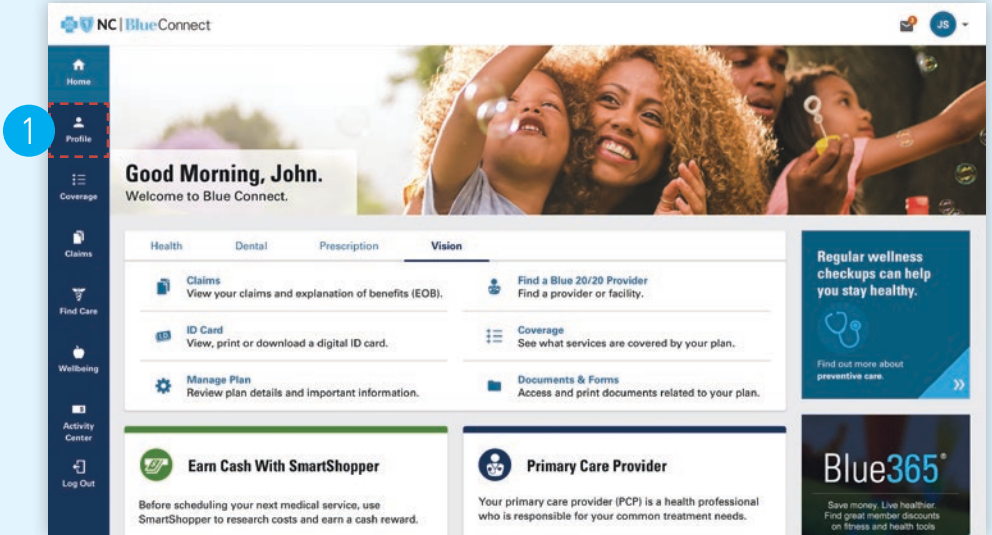 NC | BlueConnect
3
JS
Home
1
Profile
Coverage
Claims
Find Care
Wellbeing
Activity
Center
Log Out
Good Morning, John.
Welcome to Blue Connect.
Health Dental Prescription Vision
Claims
View your claims and explanation of benefits (EOB).
Find a Blue 20/20 Provider
Find a provider or facility.
I.D.
ID Card
View, print or download a digital ID card.
Coverage
See what services are covered by your plan.
Manage Plan
Review plan details and important information.
Documents & Forms
Access and print documents related to your plan.
Regular wellness
checkups can help
you stay healthy.
Find out more about
preventive care.
Earn Cash With SmartShopper
Before scheduling your next medical service, use
SmartShopper to research costs and earn a cash reward.
Primary Care Provider
Your primary care provider (PCP) is a health professional
who is responsible for your common treatment needs.
Blue365®
Save money. Live healthier.
Find great member discounts
on fitness and health tools